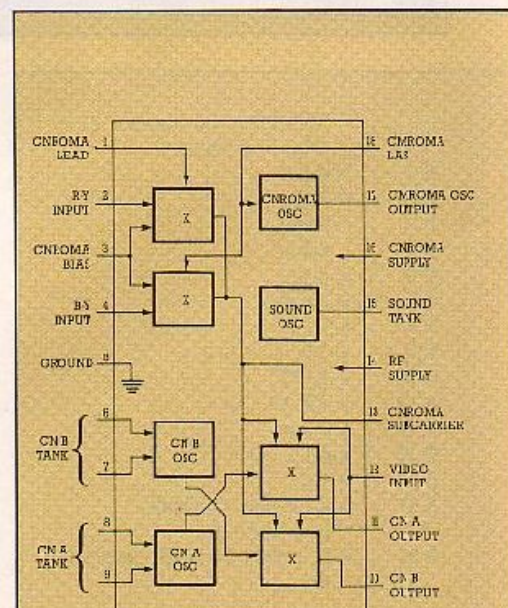 CNROMA
LEAD
1
R-Y
INPUT
2
CNROMA
BIAS
3
B-Y
INPUT
4
GROUND
CN B
TANK
6
7
CN A
TANK
8
9
X
X
CNROMA
OSC
SOUND
OSC
CN B
OSC
CN A
OSC
X
X
CMROMA
LAS
CMROMA OSC
OUTPUT
CNROMA
SUPPLY
SOUND
TANK
RF
SUPPLY
CNROMA
SUBCARRIER
VIDEO
INPUT
CN A
OUTPUT
CN B
OUTPUT